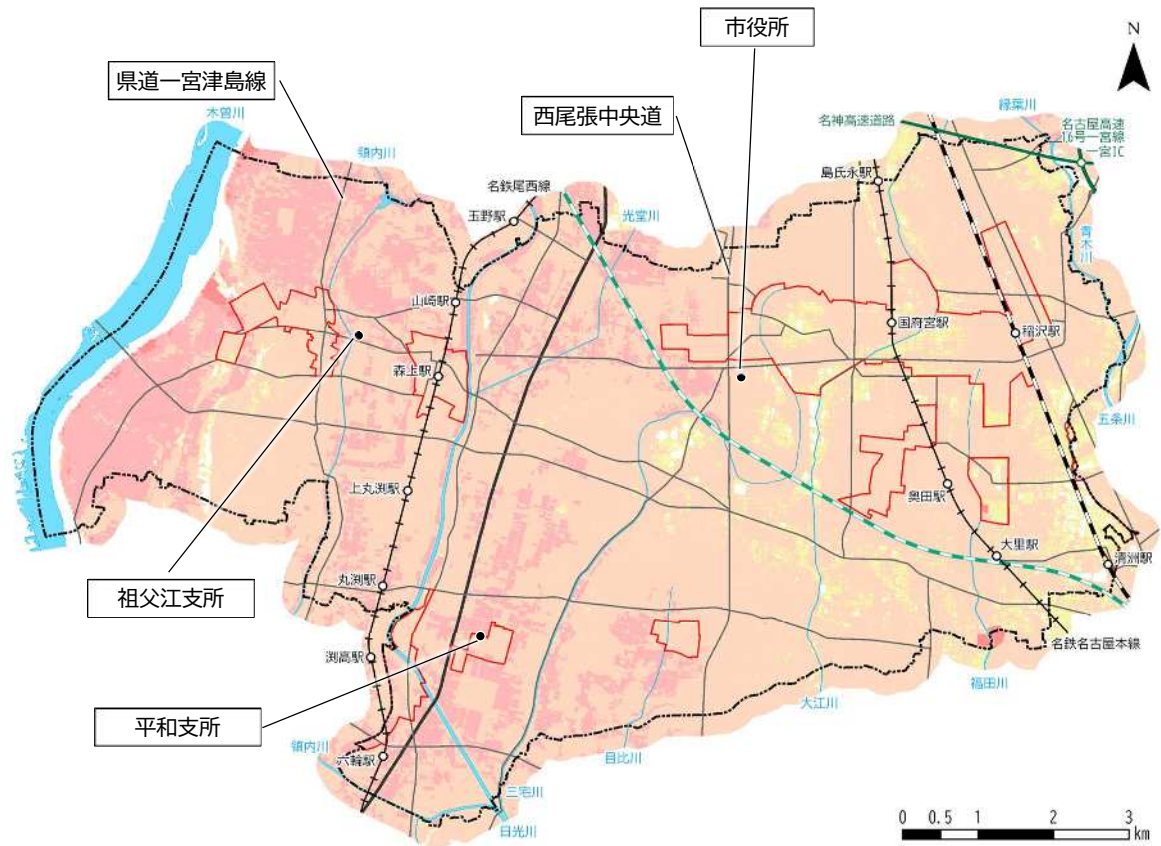 市役所
N
県道一宮津島線
西尾張中央道
木曽川
領内川
名鉄尾西線
玉野駅
光堂川
名神高速道路
縁葉川
名古屋高速
16号一宮線
一宮IC
島氏永駅
青木川
山崎駅
国府宮駅
稲沢駅
森上駅
五条川
上丸渕駅
奥田駅
大里駅
清洲駅
祖父江支所
丸渕駅
渕高駅
名鉄名古屋本線
福田川
大江川
平和支所
領内川
六輪駅
目比川
三宅川
日光川
0 0.5 1 2 3
km